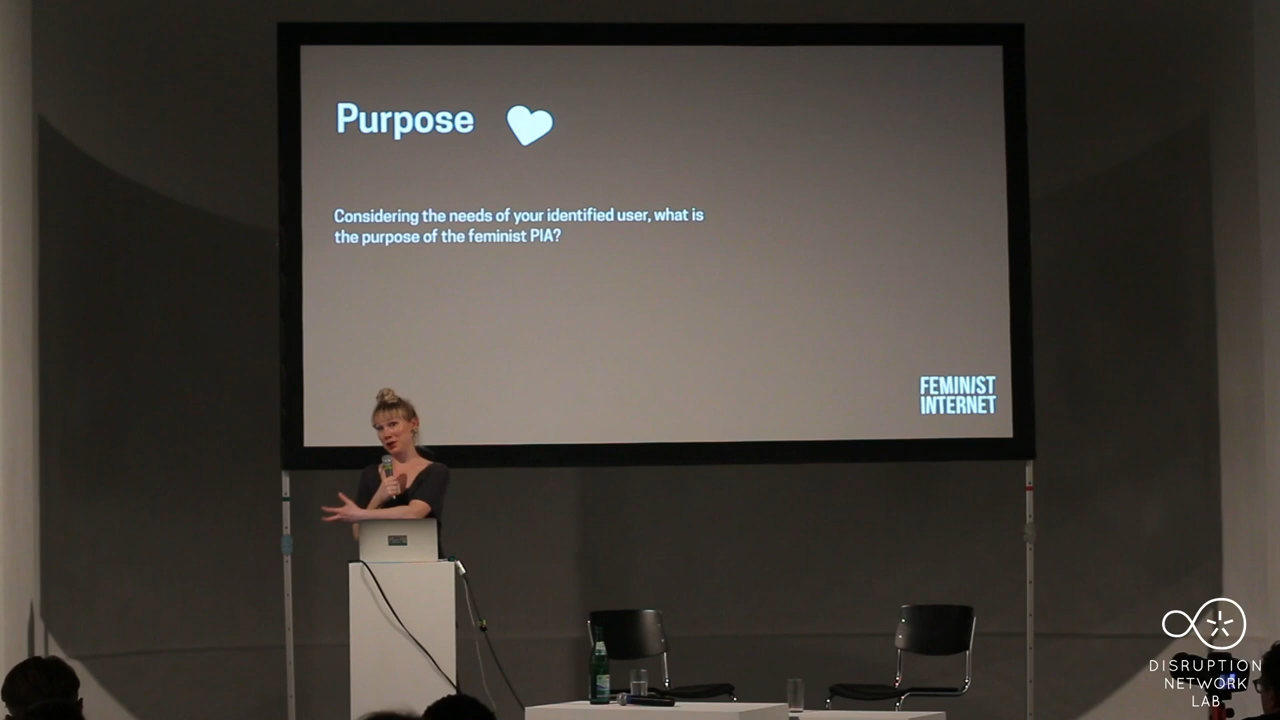 Purpose
Considering the needs of your identified user, what is
the purpose of the feminist PIA?
FEMINIST
INTERNET
DISRUPTION
NETWORK
LAB